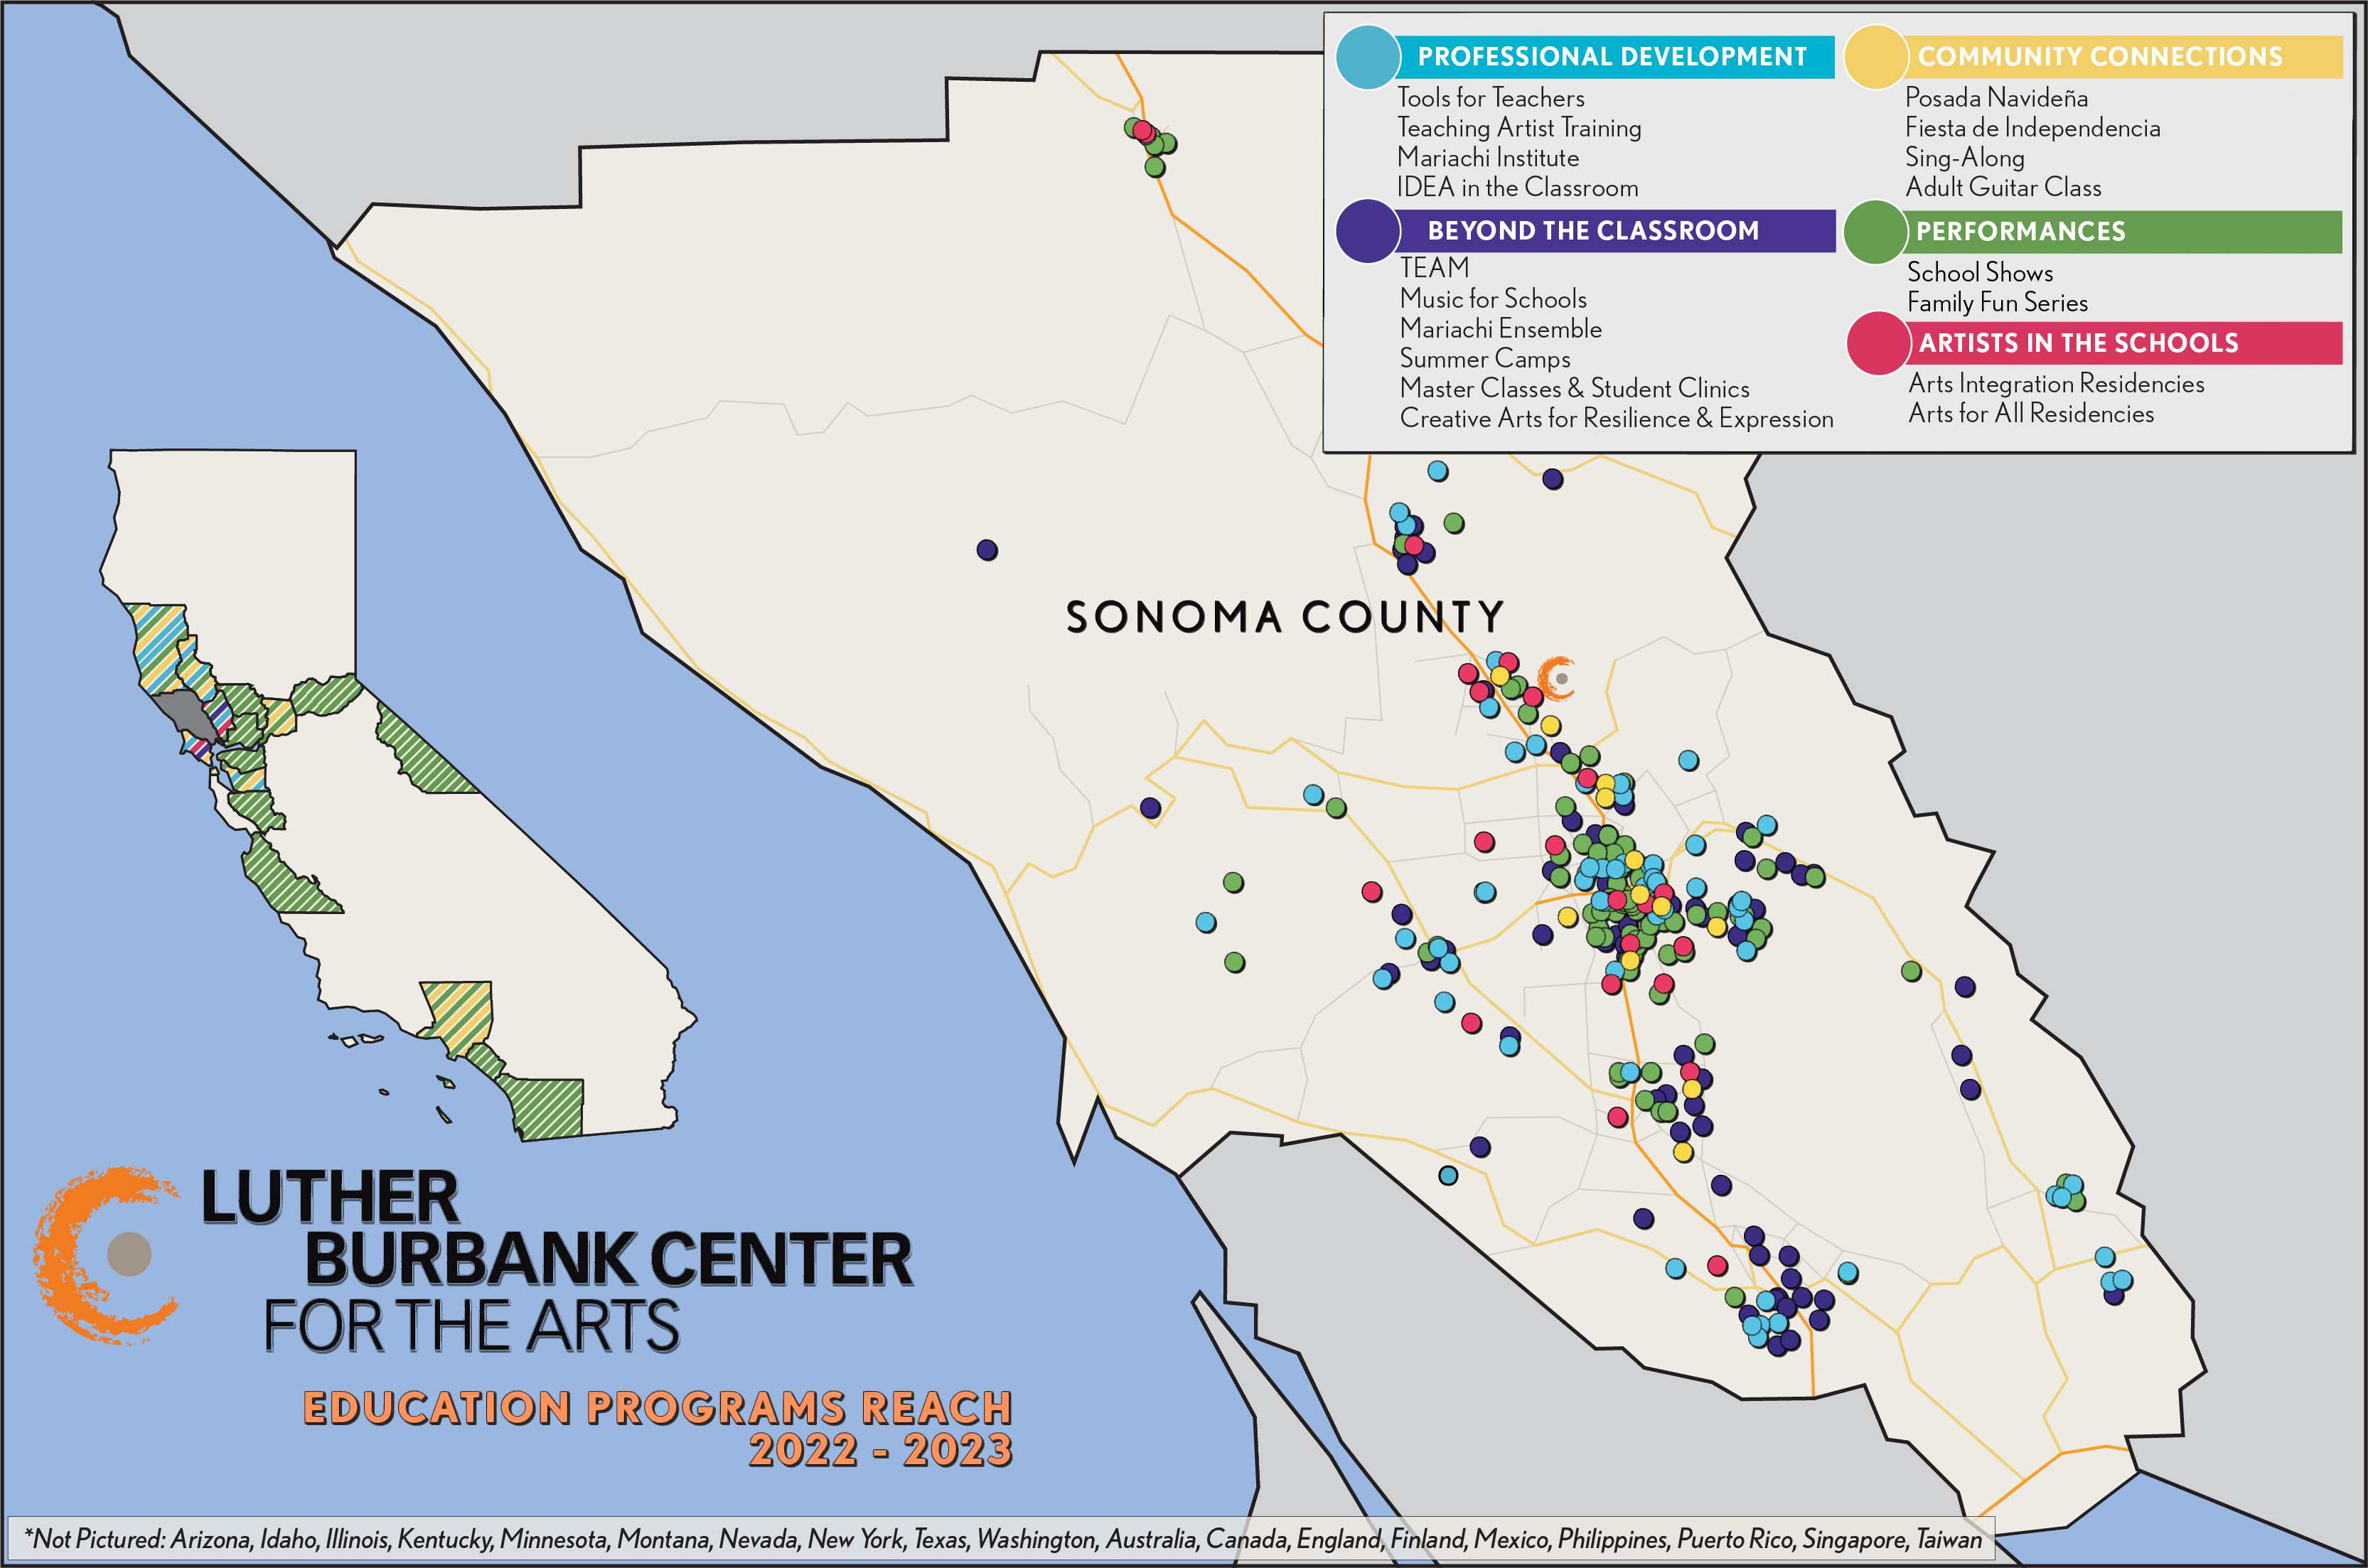 PROFESSIONAL DEVELOPMENT
Tools for Teachers
Teaching Artist Training
Mariachi Institute
IDEA in the Classroom
BEYOND THE CLASSROOM
TEAM
Music for Schools
Mariachi Ensemble
Summer Camps
Master Classes & Student Clinics
Creative Arts for Resilience & Expression
COMMUNITY CONNECTIONS
Posada Navideña
Fiesta de Independencia
Sing-Along
Adult Guitar Class
PERFORMANCES
School Shows
Family Fun Series
ARTISTS IN THE SCHOOLS
Arts Integration Residencies
Arts for All Residencies
SONOMA COUNTY
LUTHER
BURBANK CENTER
FOR THE ARTS
EDUCATION PROGRAMS REACH
2022 - 2023
*Not Pictured: Arizona, Idaho, Illinois, Kentucky, Minnesota, Montana, Nevada, New York, Texas, Washington, Australia, Canada, England, Finland, Mexico, Philippines, Puerto Rico, Singapore, Taiwan